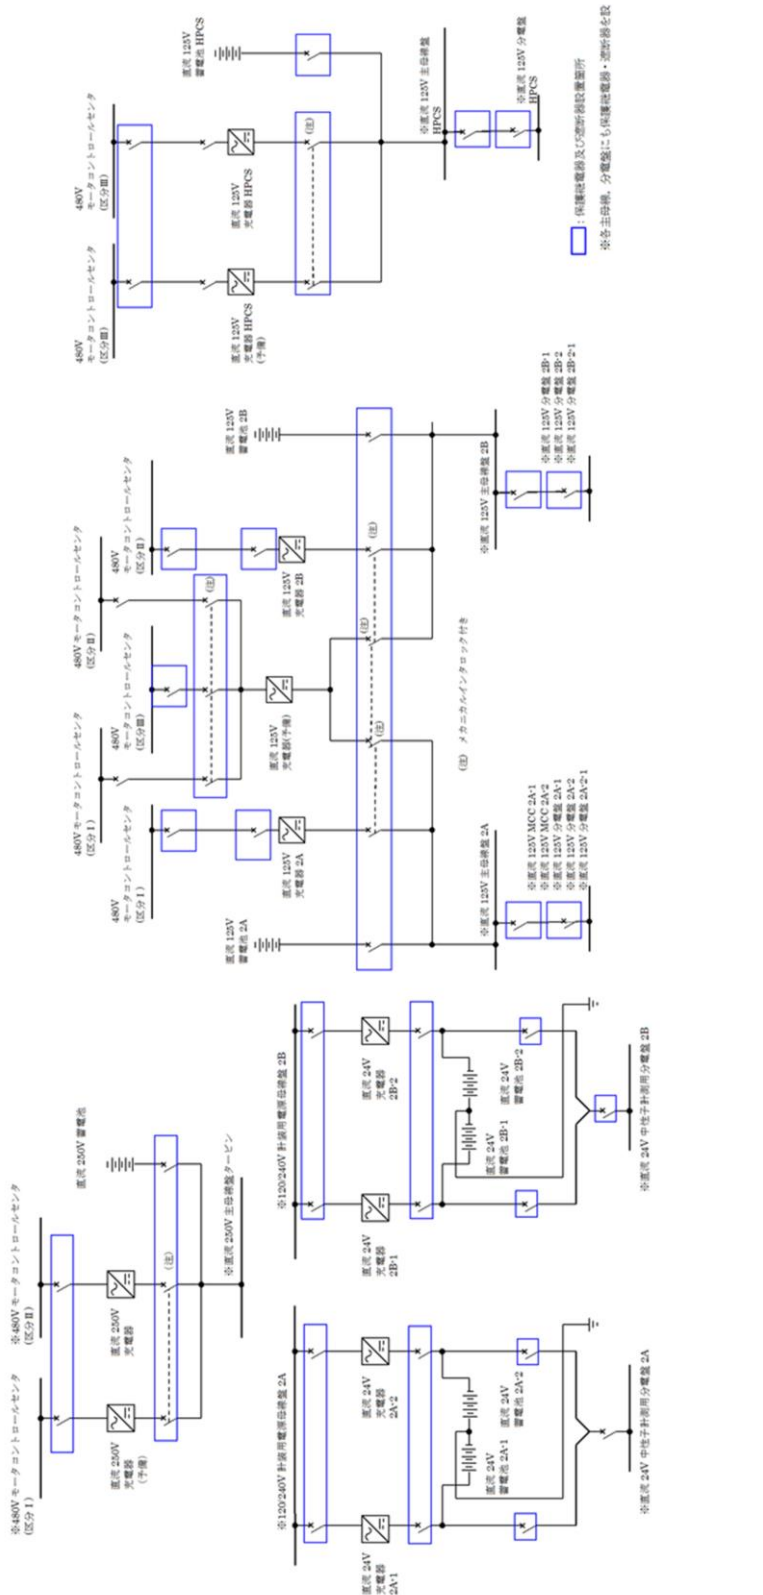 ※480V モータコントロールセンタ
(区分Ⅰ)
※480V モータコントロールセンタ
(区分Ⅱ)
直流 250V
充電器
(予備)
直流 250V
充電器
直流 250V 蓄電池
(注)
※直流 250V 主母線盤タービン
※120/240V 計装用電源母線盤 2A
直流 24V
充電器
2A-1
直流 24V
充電器
2A-2
直流 24V
蓄電池 2A-1
直流 24V
蓄電池 2A-2
※直流 24V 中性子計測用分電盤 2A
※120/240V 計装用電源母線盤 2B
直流 24V
充電器
2B-1
直流 24V
充電器
2B-2
直流 24V
蓄電池 2B-1
直流 24V
蓄電池 2B-2
※直流 24V 中性子計測用分電盤 2B
480V
モータコントロールセンタ
(区分Ⅰ)
480V モータコントロールセンタ
(区分Ⅰ)
480V
モータコントロールセンタ
(区分Ⅲ)
480V モータコントロールセンタ
(区分Ⅱ)
480V
モータコントロールセンタ
(区分Ⅱ)
(注)
直流 125V
蓄電池 2A
直流 125V
充電器 2A
直流 125V
充電器(予備)
直流 125V
充電器 2B
直流 125V
蓄電池 2B
(注)
(注)
(注)
※直流 125V 主母線盤 2A
※直流 125V MCC 2A-1
※直流 125V MCC 2A-2
※直流 125V 分電盤 2A-1
※直流 125V 分電盤 2A-2
※直流 125V 分電盤 2A-2-1
(注) メカニカルインタロック付き
※直流 125V 主母線盤 2B
※直流 125V 分電盤 2B-1
※直流 125V 分電盤 2B-2
※直流 125V 分電盤 2B-2-1
480V
モータコントロールセンタ
(区分Ⅲ)
480V
モータコントロールセンタ
(区分Ⅲ)
直流 125V
充電器 HPCS
(予備)
直流 125V
充電器 HPCS
直流 125V
蓄電池 HPCS
(注)
※直流 125V 主母線盤
HPCS
※直流 125V 分電盤
HPCS
：保護継電器及び遮断器設置箇所
※各主母線，分電盤にも保護継電器・遮断器を設